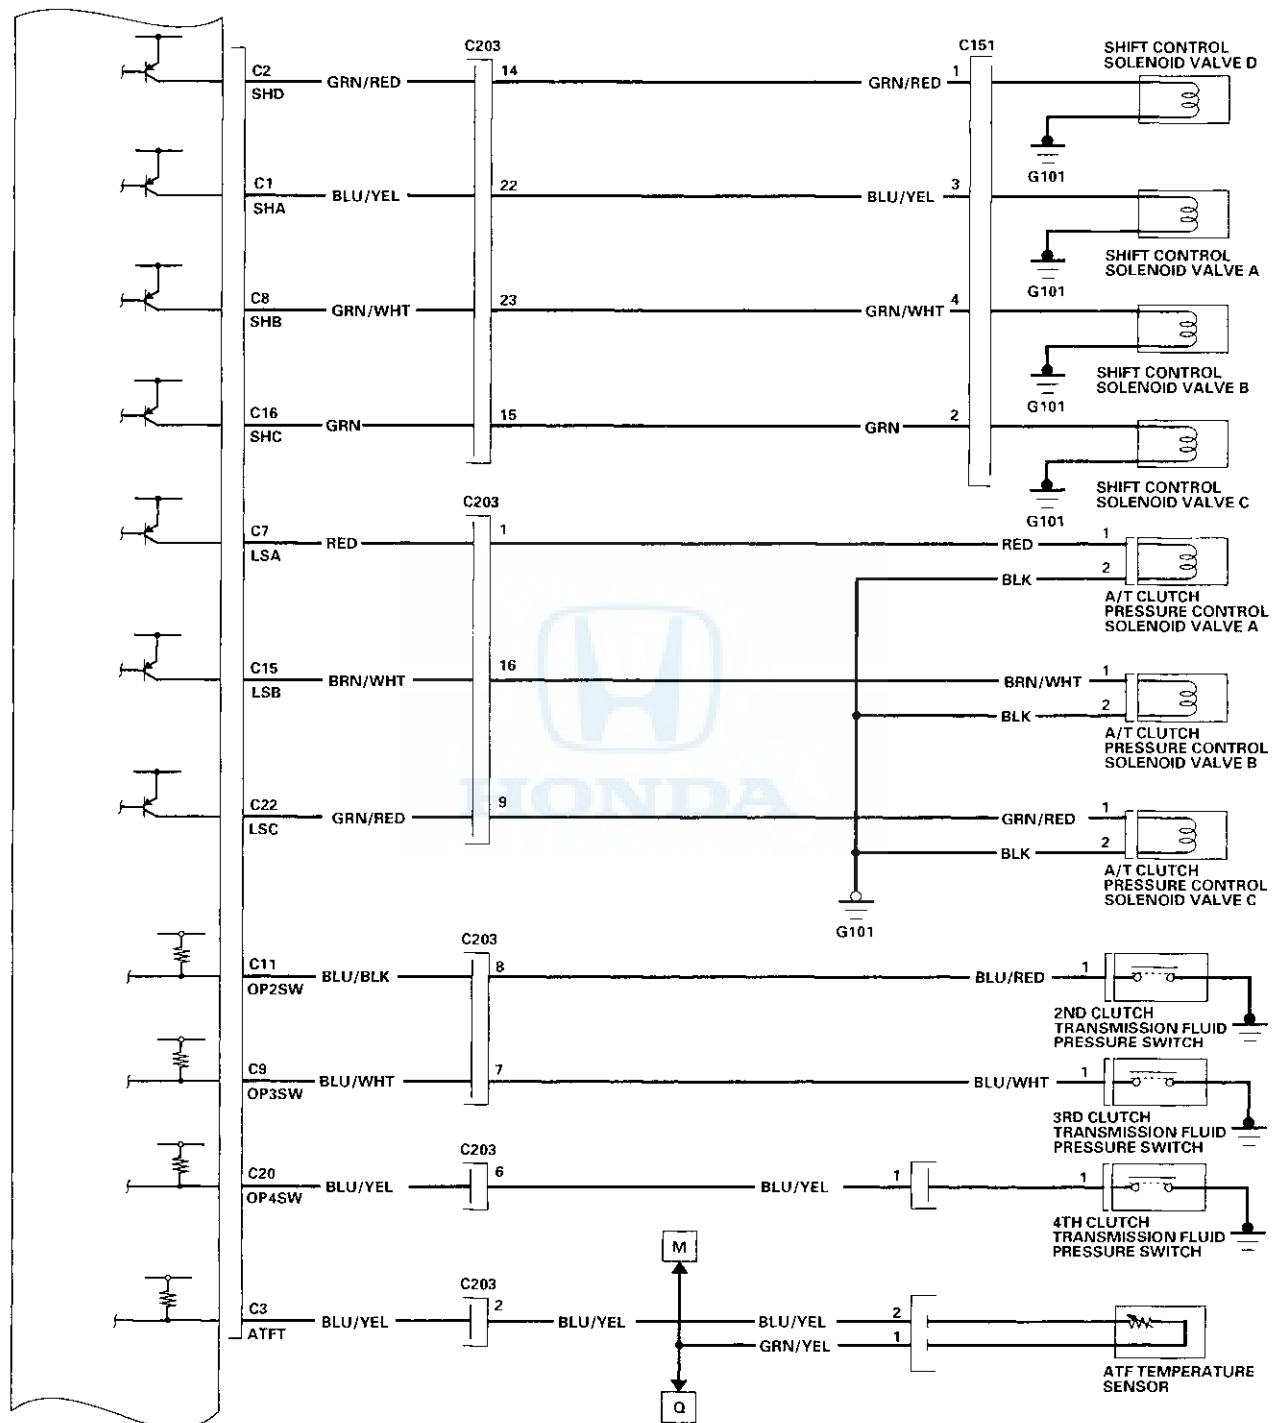 C203
C151
SHIFT CONTROL
SOLENOID VALVE D
C2
SHD
GRN/RED
14
GRN/RED
1
G101
C1
SHA
BLU/YEL
22
BLU/YEL
3
SHIFT CONTROL
SOLENOID VALVE A
G101
C8
SHB
GRN/WHT
23
GRN/WHT
4
SHIFT CONTROL
SOLENOID VALVE B
G101
C16
SHC
GRN
15
GRN
2
SHIFT CONTROL
SOLENOID VALVE C
G101
C203
C7
LSA
RED
1
RED
1
BLK
2
A/T CLUTCH
PRESSURE CONTROL
SOLENOID VALVE A
C15
LSB
BRN/WHT
16
BRN/WHT
1
BLK
2
A/T CLUTCH
PRESSURE CONTROL
SOLENOID VALVE B
HONDA
C22
LSC
GRN/RED
9
GRN/RED
1
BLK
2
A/T CLUTCH
PRESSURE CONTROL
SOLENOID VALVE C
G101
C203
C11
OP2SW
BLU/BLK
8
BLU/RED
1
2ND CLUTCH
TRANSMISSION FLUID
PRESSURE SWITCH
C9
OP3SW
BLU/WHT
7
BLU/WHT
1
3RD CLUTCH
TRANSMISSION FLUID
PRESSURE SWITCH
C203
C20
OP4SW
BLU/YEL
6
BLU/YEL
1
1
4TH CLUTCH
TRANSMISSION FLUID
PRESSURE SWITCH
M
C203
C3
ATFT
BLU/YEL
2
BLU/YEL
BLU/YEL
2
GRN/YEL
1
ATF TEMPERATURE
SENSOR
Q